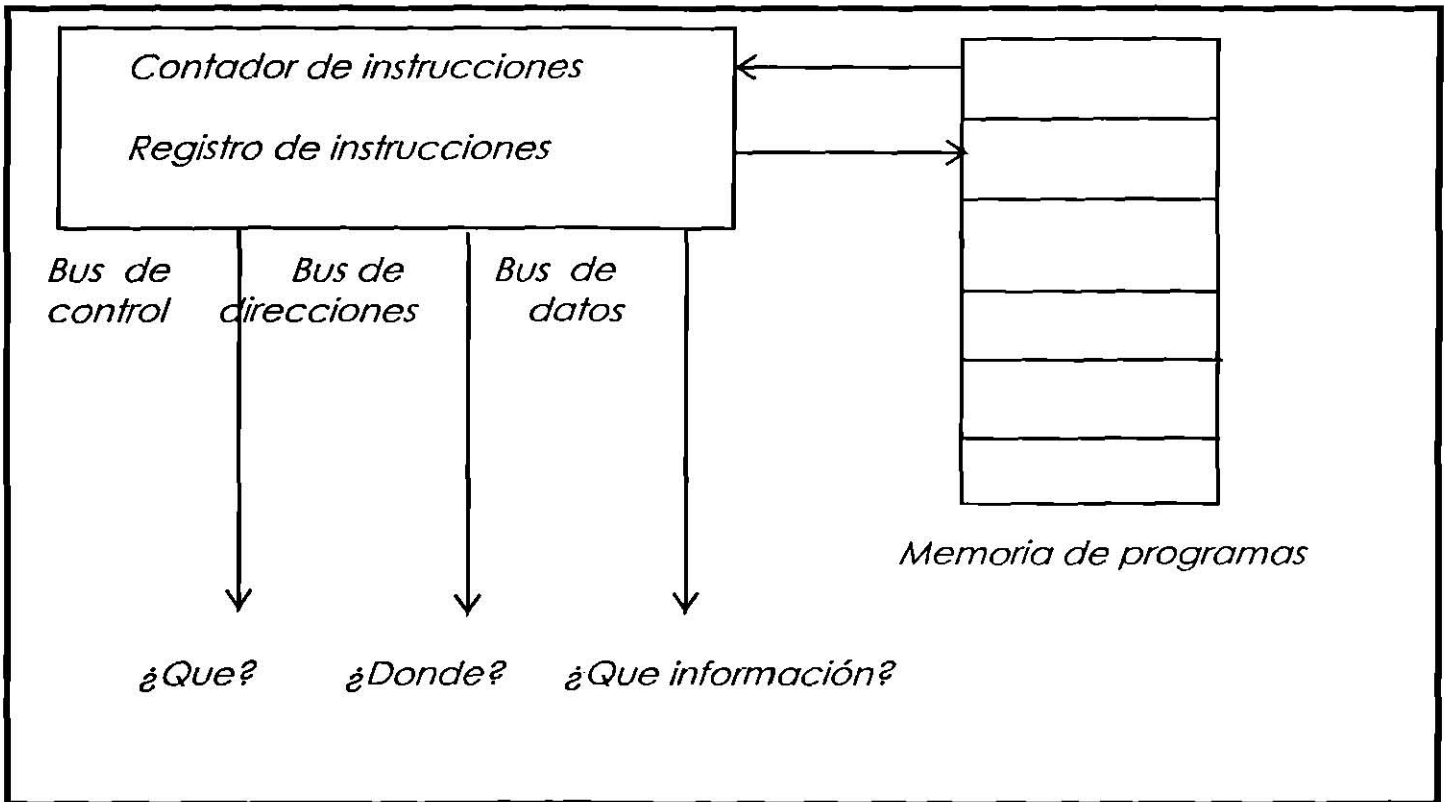 Contador de instrucciones
Registro de instrucciones
Bus de control
Bus de direcciones
Bus de datos
Memoria de programas
¿Que?
¿Donde?
¿Que información?